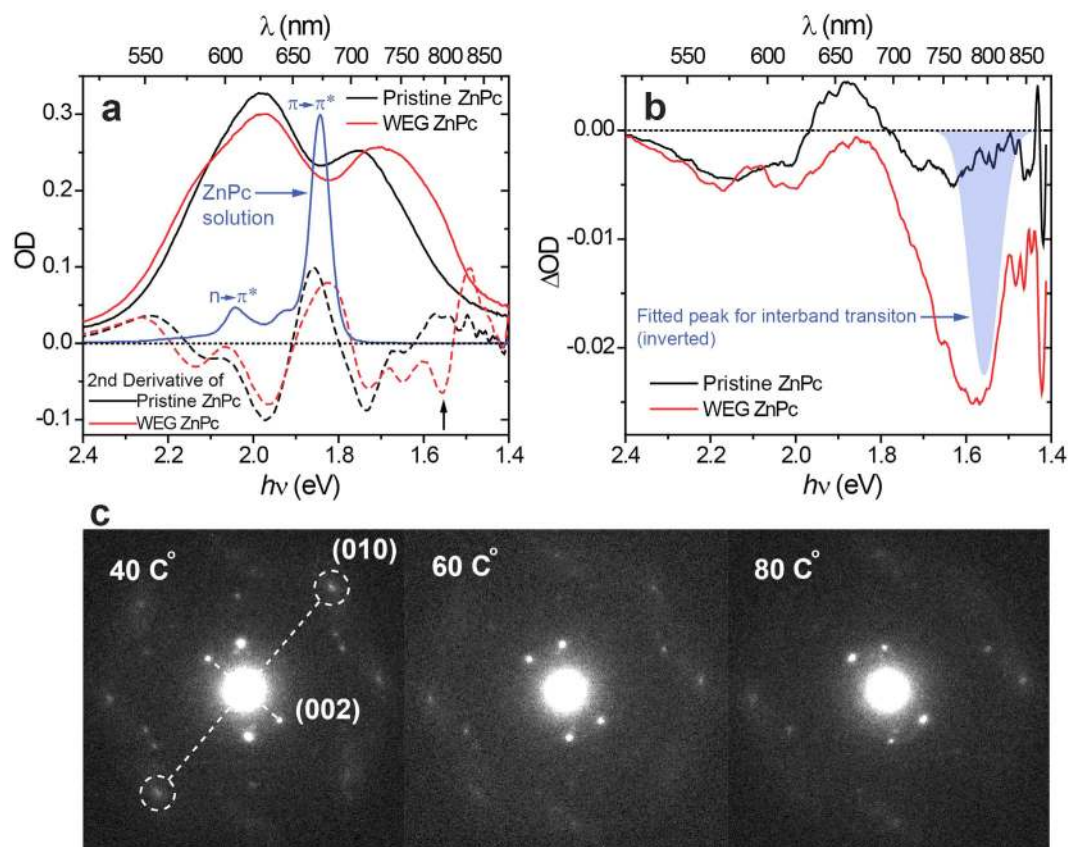 λ (nm)
550 600 650 700 750 800 850
a
π→π*
Pristine ZnPc
WEG ZnPc
ZnPc
solution
n→π*
2nd Derivative of
Pristine ZnPc
WEG ZnPc
OD
0.3
0.2
0.1
0.0
-0.1
2.4 2.2 2.0 1.8 1.6 1.4
hν (eV)
λ (nm)
550 600 650 700 750 800 850
b
ΔOD
0.00
-0.01
-0.02
Fitted peak for interband transiton
(inverted)
Pristine ZnPc
WEG ZnPc
2.4 2.2 2.0 1.8 1.6 1.4
hν (eV)
c
40 C°
(010)
(002)
60 C°
80 C°